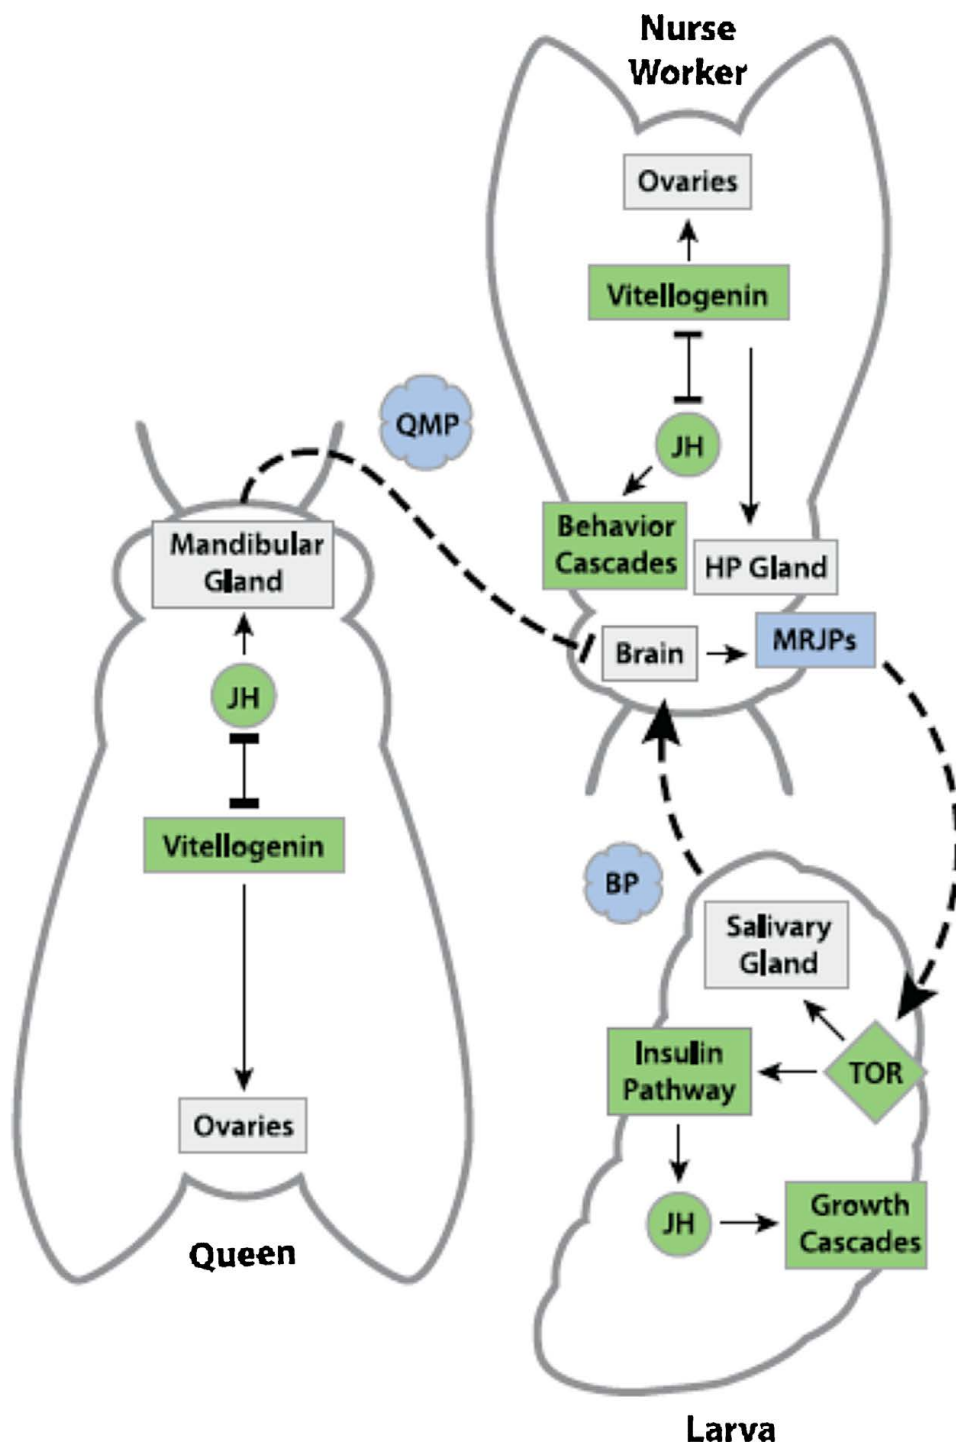 Nurse
Worker
Ovaries
Vitellogenin
JH
Behavior
Cascades
HP Gland
Brain
MRJPs
QMP
Mandibular
Gland
JH
Vitellogenin
Ovaries
Queen
BP
Salivary
Gland
Insulin
Pathway
TOR
JH
Growth
Cascades
Larva